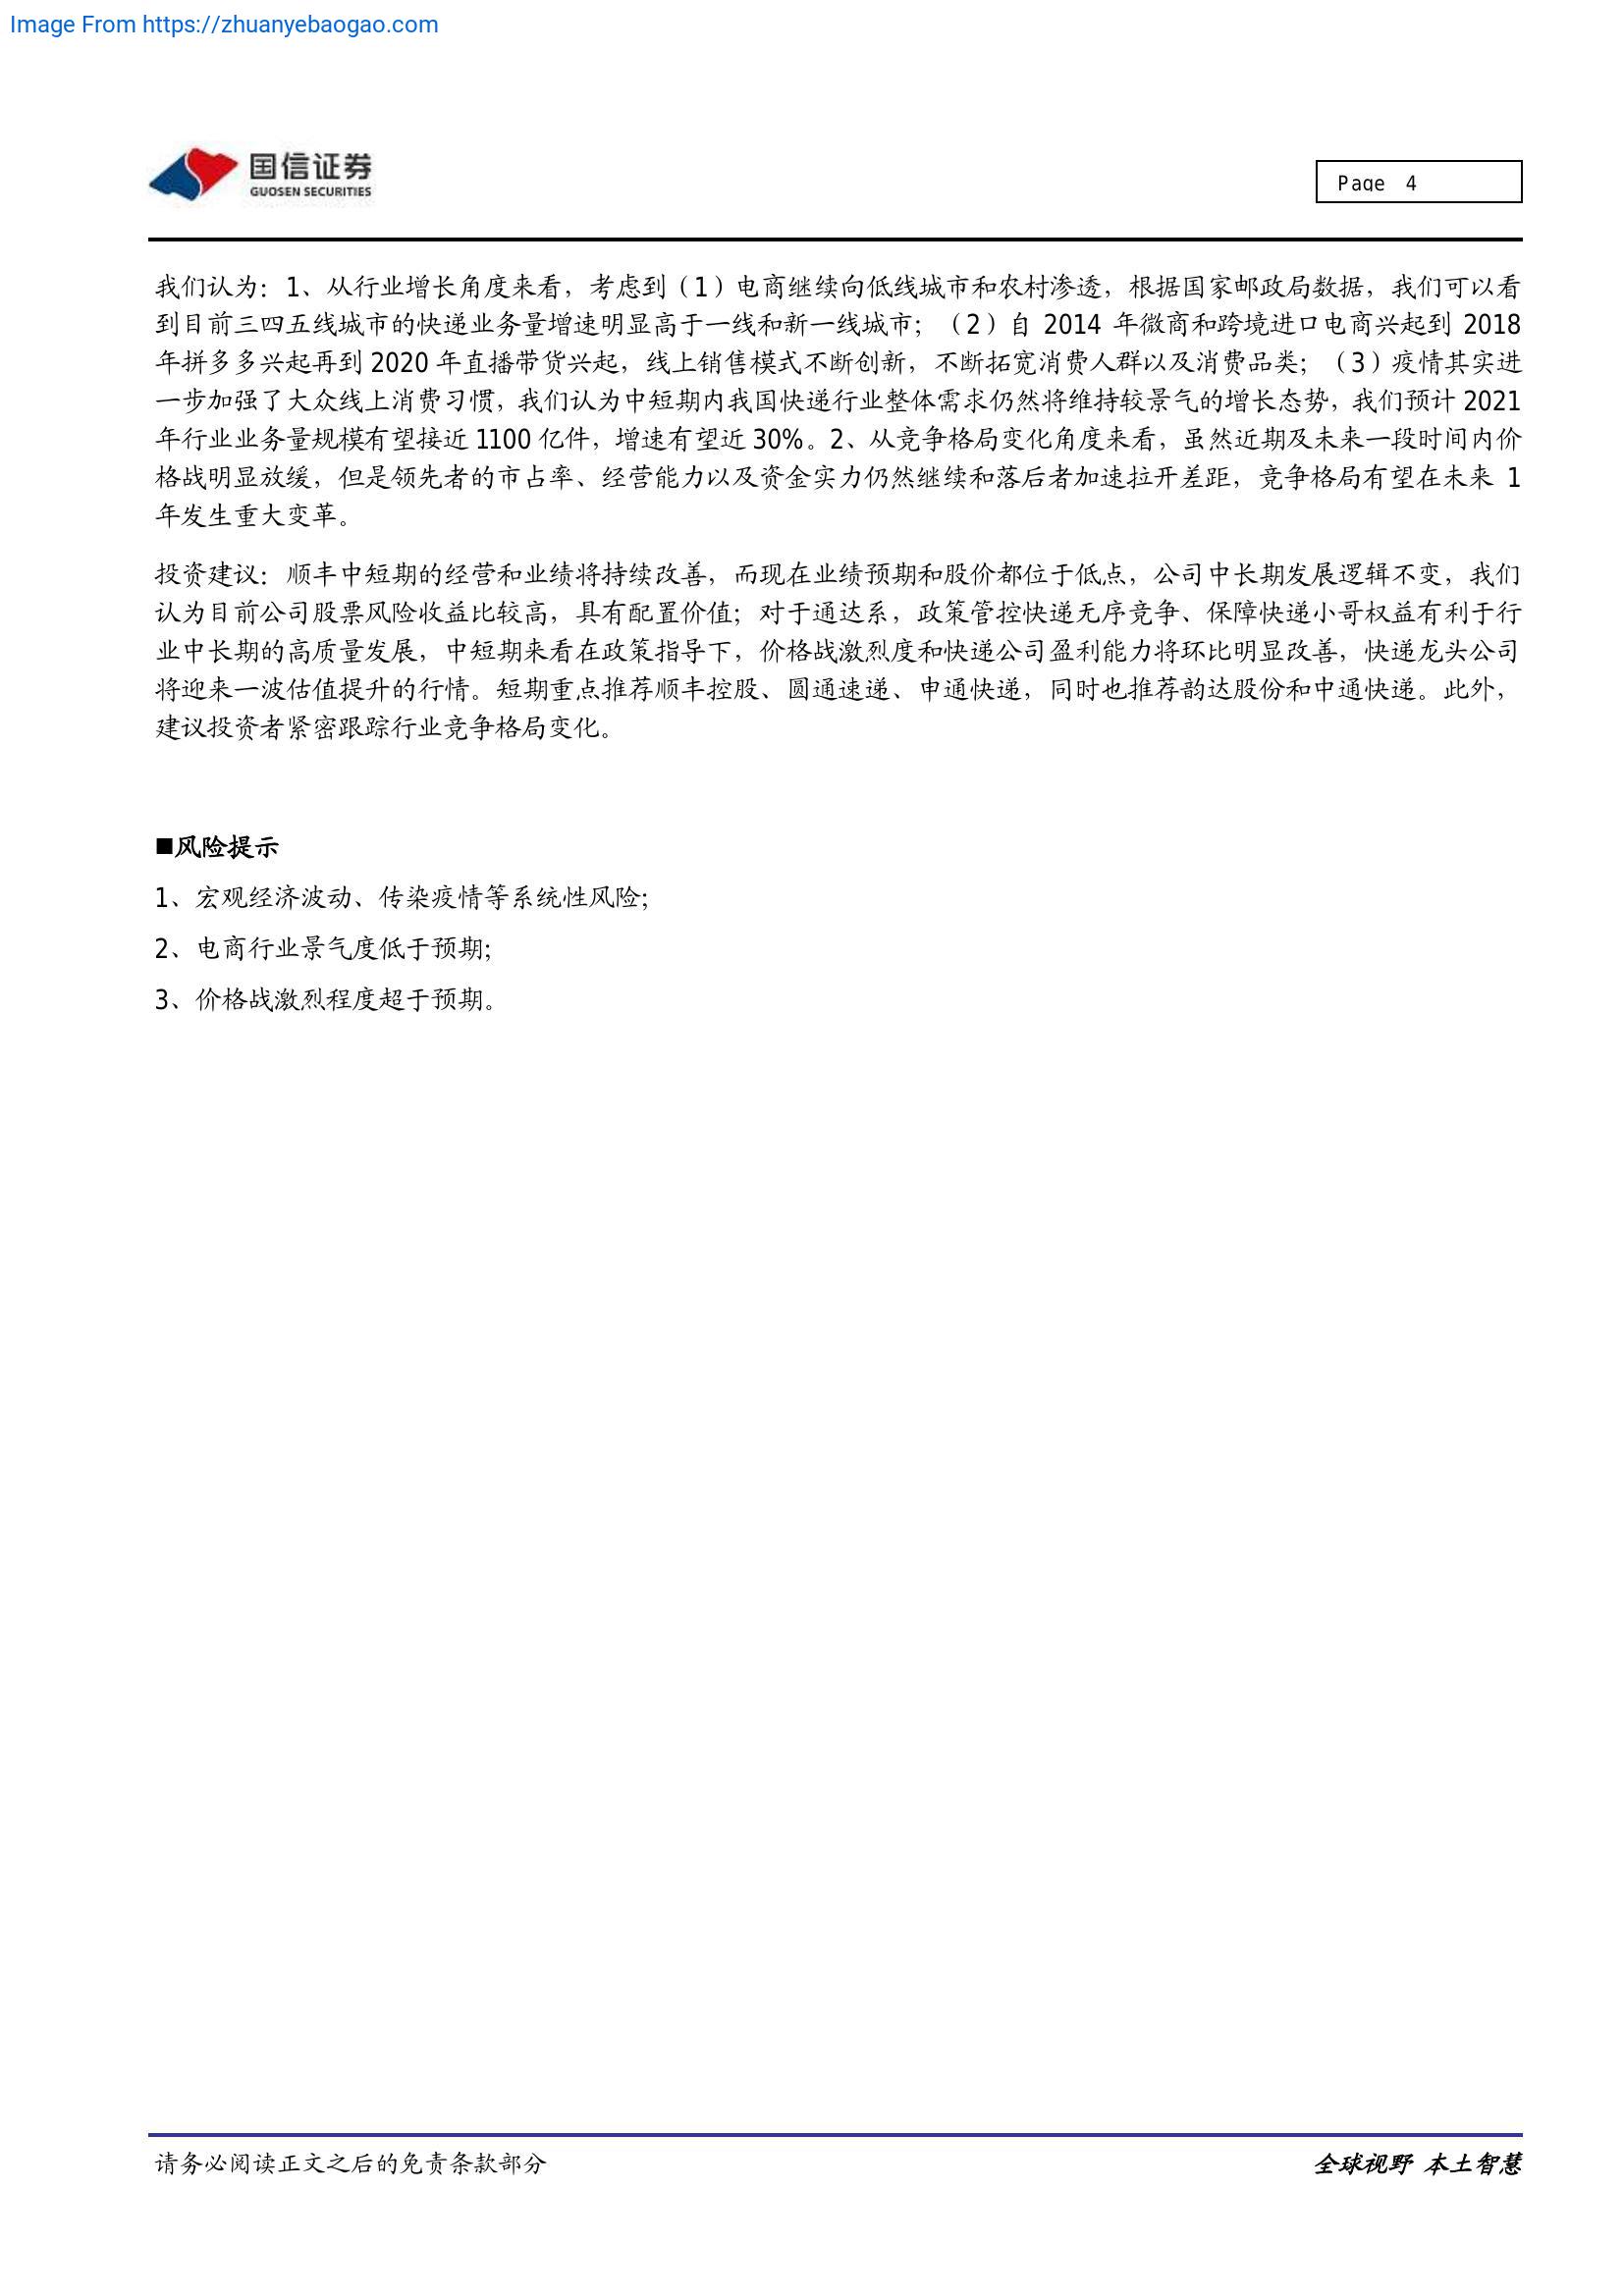 Image From https://zhuanyebaogao.com
国信证券
GUOSEN SECURITIES
Page 4
我们认为：1、从行业增长角度来看，考虑到（1）电商继续向低线城市和农村渗透，根据国家邮政局数据，我们可以看
到目前三四五线城市的快递业务量增速明显高于一线和新一线城市；（2）自 2014 年微商和跨境进口电商兴起到 2018
年拼多多兴起再到 2020 年直播带货兴起，线上销售模式不断创新，不断拓宽消费人群以及消费品类；（3）疫情其实进
一步加强了大众线上消费习惯，我们认为中短期内我国快递行业整体需求仍然将维持较景气的增长态势，我们预计 2021
年行业业务量规模有望接近 1100 亿件，增速有望近 30%。2、从竞争格局变化角度来看，虽然近期及未来一段时间内价
格战明显放缓，但是领先者的市占率、经营能力以及资金实力仍然继续和落后者加速拉开差距，竞争格局有望在未来 1
年发生重大变革。
投资建议：顺丰中短期的经营和业绩将持续改善，而现在业绩预期和股价都位于低点，公司中长期发展逻辑不变，我们
认为目前公司股票风险收益比较高，具有配置价值；对于通达系，政策管控快递无序竞争、保障快递小哥权益有利于行
业中长期的高质量发展，中短期来看在政策指导下，价格战激烈度和快递公司盈利能力将环比明显改善，快递龙头公司
将迎来一波估值提升的行情。短期重点推荐顺丰控股、圆通速递、申通快递，同时也推荐韵达股份和中通快递。此外，
建议投资者紧密跟踪行业竞争格局变化。
■风险提示
1、宏观经济波动、传染疫情等系统性风险；
2、电商行业景气度低于预期；
3、价格战激烈程度超于预期。
请务必阅读正文之后的免责条款部分
全球视野 本土智慧